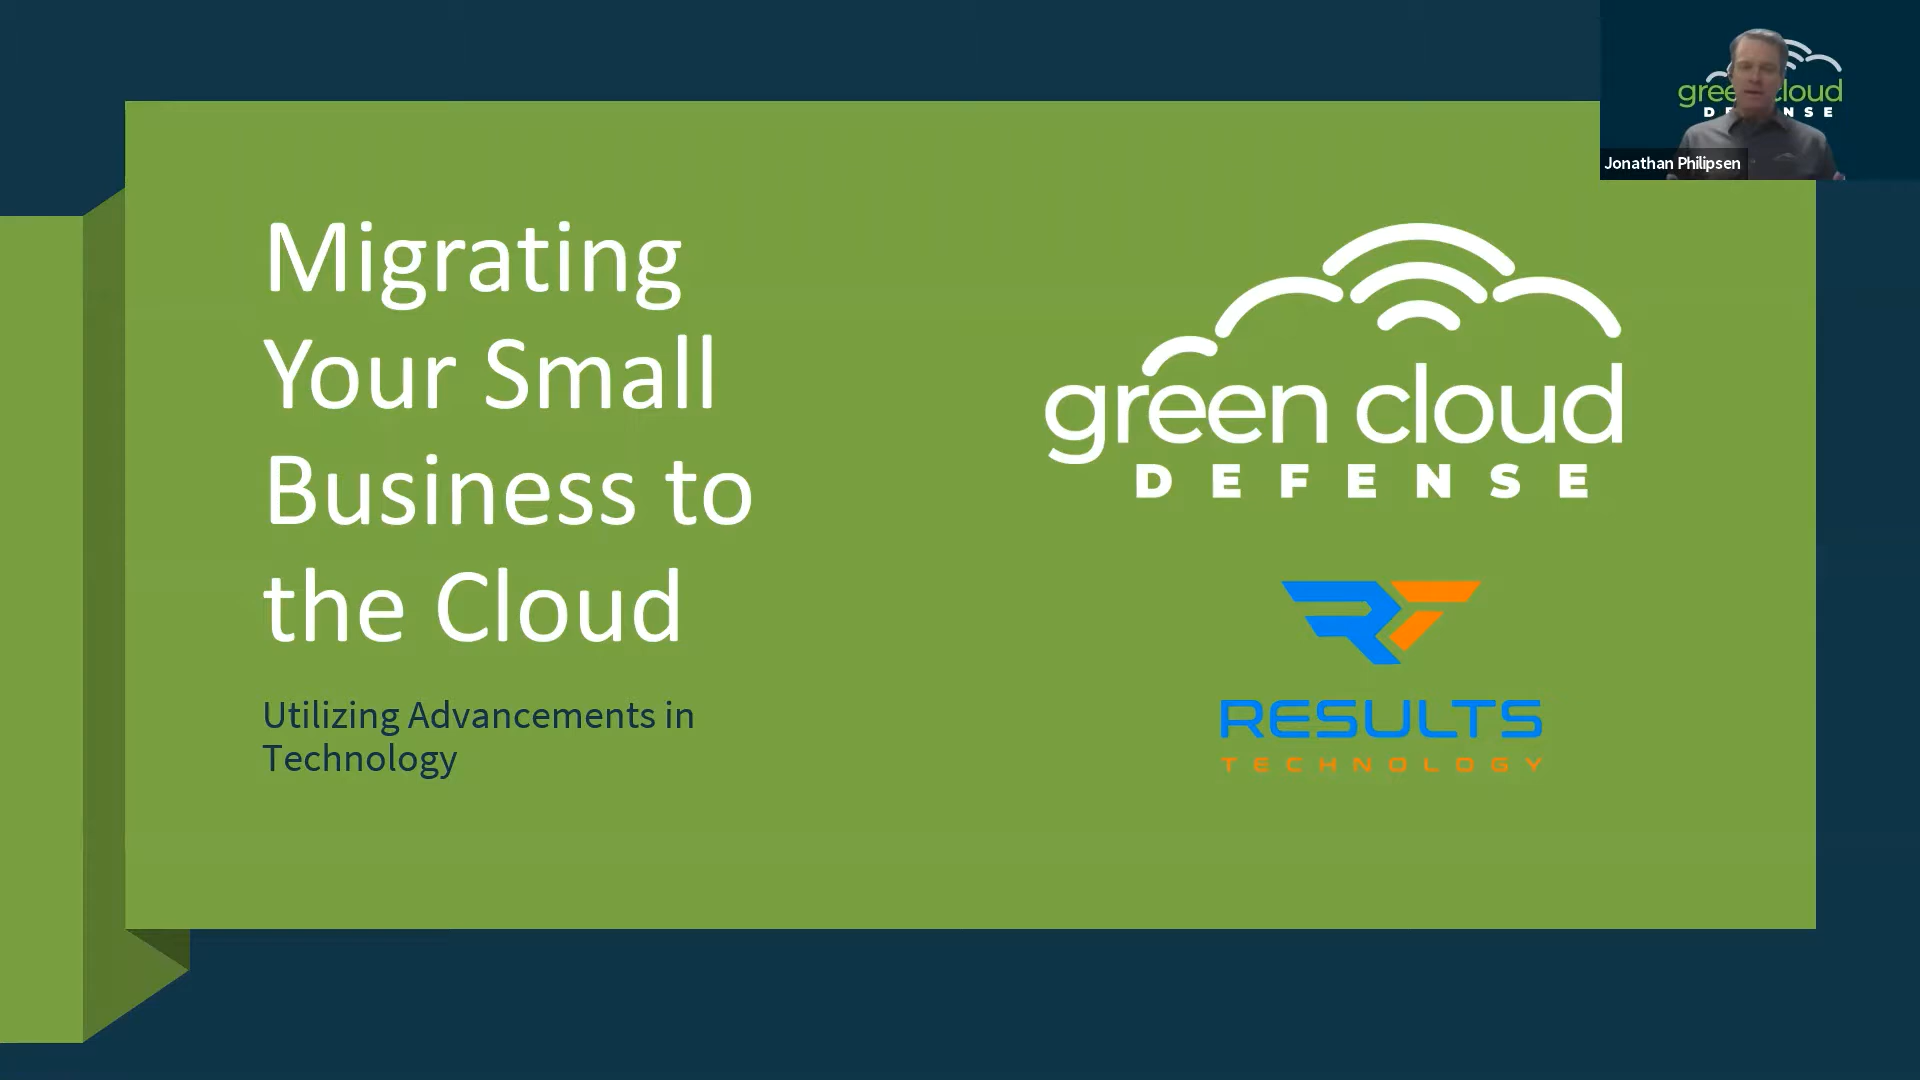 Migrating
Your Small
Business to
the Cloud
Utilizing Advancements in
Technology
green cloud
DEFENSE
RESULTS
TECHNOLOGY
Jonathan Philipsen